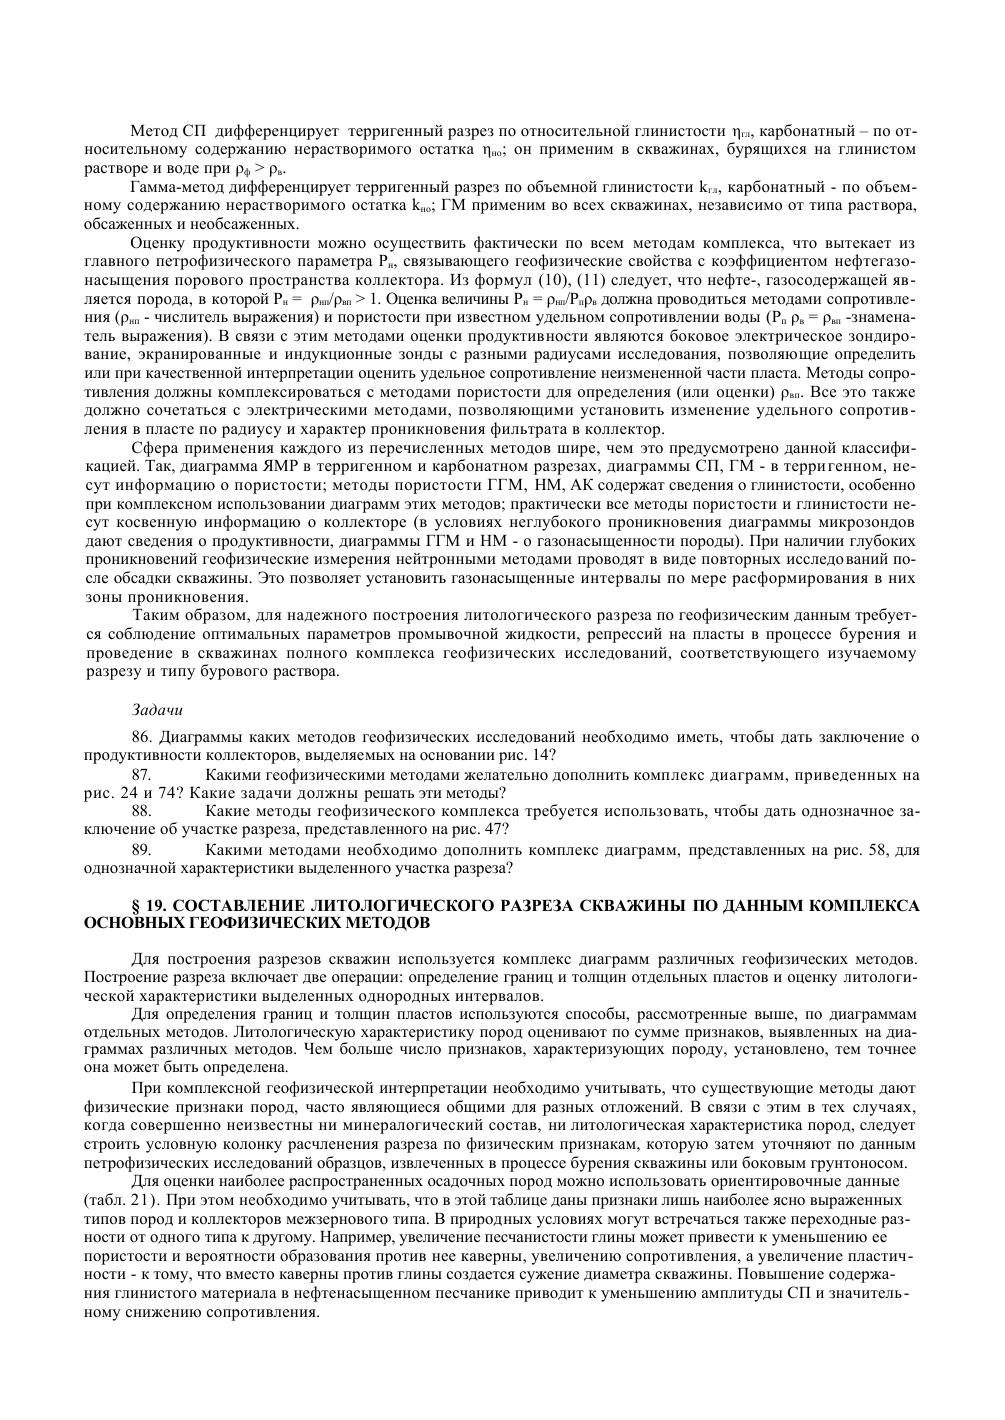 Метод СП дифференцирует терригенный разрез по относительной глинистости ηгл, карбонатный – по от-
носительному содержанию нерастворимого остатка ηно; он применим в скважинах, бурящихся на глинистом
растворе и воде при ρф > ρв.
Гамма-метод дифференцирует терригенный разрез по объемной глинистости kгл, карбонатный - по объем-
ному содержанию нерастворимого остатка kно; ГМ применим во всех скважинах, независимо от типа раствора,
обсаженных и необсаженных.
Оценку продуктивности можно осуществить фактически по всем методам комплекса, что вытекает из
главного петрофизического параметра Рн, связывающего геофизические свойства с коэффициентом нефтегазо-
насыщения порового пространства коллектора. Из формул (10), (11) следует, что нефте-, газосодержащей яв-
ляется порода, в которой Рн = ρнп/ρвп > 1. Оценка величины Рн = ρнп/Рпρв должна проводиться методами сопротивле-
ния (ρнп - числитель выражения) и пористости при известном удельном сопротивлении воды (Рп ρв = ρвп -знамена-
тель выражения). В связи с этим методами оценки продуктивности являются боковое электрическое зондиро-
вание, экранированные и индукционные зонды с разными радиусами исследования, позволяющие определить
или при качественной интерпретации оценить удельное сопротивление неизмененной части пласта. Методы сопро-
тивления должны комплексироваться с методами пористости для определения (или оценки) ρвп. Все это также
должно сочетаться с электрическими методами, позволяющими установить изменение удельного сопротив-
ления в пласте по радиусу и характер проникновения фильтрата в коллектор.
Сфера применения каждого из перечисленных методов шире, чем это предусмотрено данной классифи-
кацией. Так, диаграмма ЯМР в терригенном и карбонатном разрезах, диаграммы СП, ГМ - в терригенном, не-
сут информацию о пористости; методы пористости ГГМ, НМ, АК содержат сведения о глинистости, особенно
при комплексном использовании диаграмм этих методов; практически все методы пористости и глинистости не-
сут косвенную информацию о коллекторе (в условиях неглубокого проникновения диаграммы микрозондов
дают сведения о продуктивности, диаграммы ГГМ и НМ - о газонасыщенности породы). При наличии глубоких
проникновений геофизические измерения нейтронными методами проводят в виде повторных исследований по-
сле обсадки скважины. Это позволяет установить газонасыщенные интервалы по мере расформирования в них
зоны проникновения.
Таким образом, для надежного построения литологического разреза по геофизическим данным требует-
ся соблюдение оптимальных параметров промывочной жидкости, репрессий на пласты в процессе бурения и
проведение в скважинах полного комплекса геофизических исследований, соответствующего изучаемому
разрезу и типу бурового раствора.
Задачи
86. Диаграммы каких методов геофизических исследований необходимо иметь, чтобы дать заключение о
продуктивности коллекторов, выделяемых на основании рис. 14?
87. Какими геофизическими методами желательно дополнить комплекс диаграмм, приведенных на
рис. 24 и 74? Какие задачи должны решать эти методы?
88. Какие методы геофизического комплекса требуется использовать, чтобы дать однозначное за-
ключение об участке разреза, представленного на рис. 47?
89. Какими методами необходимо дополнить комплекс диаграмм, представленных на рис. 58, для
однозначной характеристики выделенного участка разреза?
§ 19. СОСТАВЛЕНИЕ ЛИТОЛОГИЧЕСКОГО РАЗРЕЗА СКВАЖИНЫ ПО ДАННЫМ КОМПЛЕКСА
ОСНОВНЫХ ГЕОФИЗИЧЕСКИХ МЕТОДОВ
Для построения разрезов скважин используется комплекс диаграмм различных геофизических методов.
Построение разреза включает две операции: определение границ и толщин отдельных пластов и оценку литологи-
ческой характеристики выделенных однородных интервалов.
Для определения границ и толщин пластов используются способы, рассмотренные выше, по диаграммам
отдельных методов. Литологическую характеристику пород оценивают по сумме признаков, выявленных на диа-
граммах различных методов. Чем больше число признаков, характеризующих породу, установлено, тем точнее
она может быть определена.
При комплексной геофизической интерпретации необходимо учитывать, что существующие методы дают
физические признаки пород, часто являющиеся общими для разных отложений. В связи с этим в тех случаях,
когда совершенно неизвестны ни минералогический состав, ни литологическая характеристика пород, следует
строить условную колонку расчленения разреза по физическим признакам, которую затем уточняют по данным
петрофизических исследований образцов, извлеченных в процессе бурения скважины или боковым грунтоносом.
Для оценки наиболее распространенных осадочных пород можно использовать ориентировочные данные
(табл. 21). При этом необходимо учитывать, что в этой таблице даны признаки лишь наиболее ясно выраженных
типов пород и коллекторов межзернового типа. В природных условиях могут встречаться также переходные раз-
ности от одного типа к другому. Например, увеличение песчанистости глины может привести к уменьшению ее
пористости и вероятности образования против нее каверны, увеличению сопротивления, а увеличение пластич-
ности - к тому, что вместо каверны против глины создается сужение диаметра скважины. Повышение содержа-
ния глинистого материала в нефтенасыщенном песчанике приводит к уменьшению амплитуды СП и значитель-
ному снижению сопротивления.